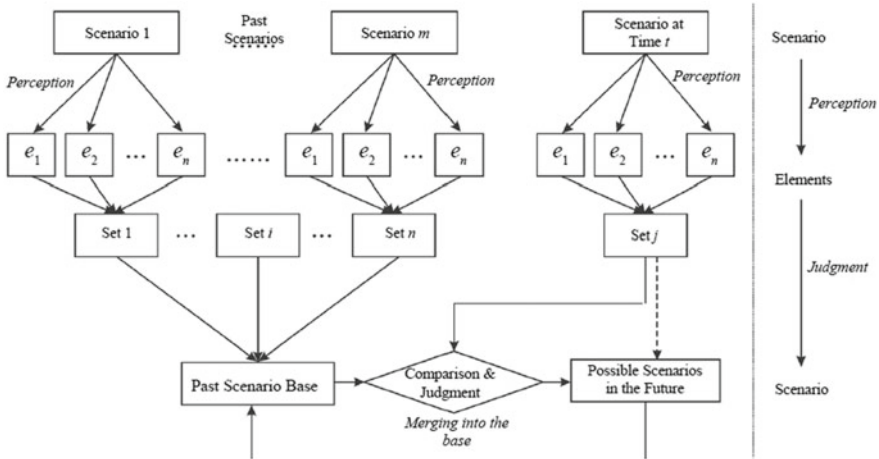 Past
Scenarios
Scenario 1
.......
Scenario m
Scenario at
Time t
Scenario
Perception
Perception
Perception
Perception
e1 e2 ... en ...... e1 e2 ... en e1 e2 ... en
Elements
Set 1 ... Set i ... Set n
Set j
Judgment
Past Scenario Base
Comparison &
Judgment
Possible Scenarios
in the Future
Scenario
Merging into the
base